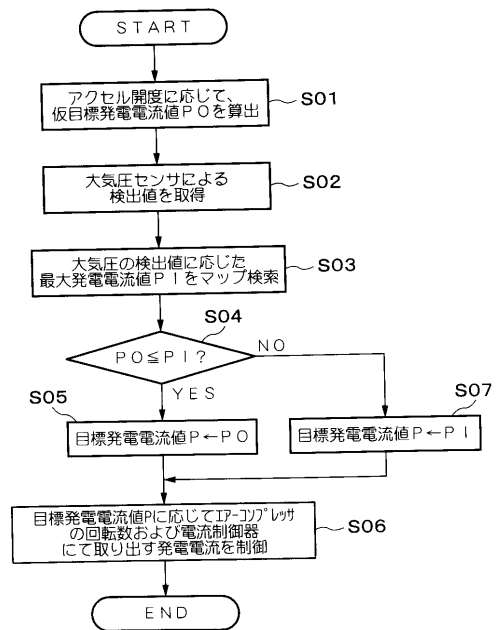 START
アクセル開度に応じて、
仮目標発電電流値P0を算出
S01
大気圧センサによる
検出値を取得
S02
大気圧の検出値に応じた
最大発電電流値P1をマップ検索
S03
S04
P0≦P1?
NO
YES
S05
目標発電電流値P←P0
S07
目標発電電流値P←P1
目標発電電流値Pに応じてエアーコンプレッサ
の回転数および電流制御器
にて取り出す発電電流を制御
S06
END